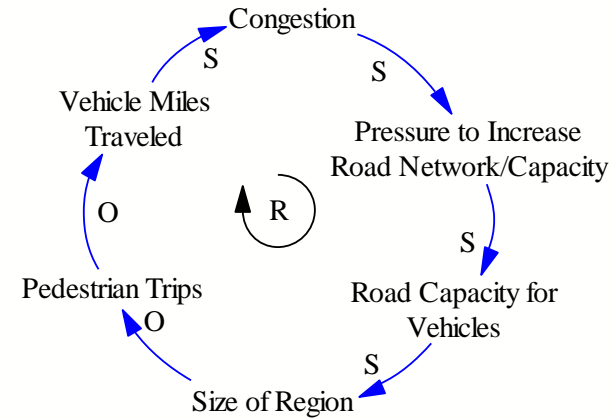 Congestion
S
S
Vehicle Miles
Traveled
Pressure to Increase
Road Network/Capacity
R
O
S
Pedestrian Trips
Road Capacity for
Vehicles
O
S
Size of Region